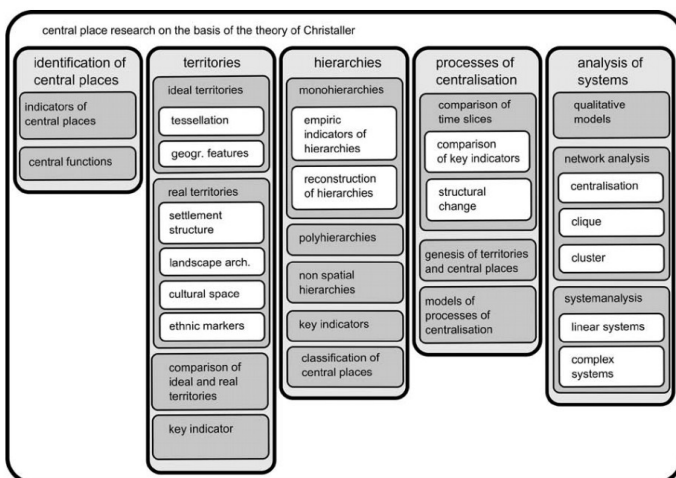 central place research on the basis of the theory of Christaller
identification of
central places
indicators of
central places
central functions
territories
ideal territories
tessellation
geogr. features
real territories
settlement
structure
landscape arch.
cultural space
ethnic markers
comparison of
ideal and real
territories
key indicator
hierarchies
monohierarchies
empiric
indicators of
hierarchies
reconstruction
of hierarchies
polyhierarchies
non spatial
hierarchies
key indicators
classification of
central places
processes of
centralisation
comparison of
time slices
comparison
of key indicators
structural
change
genesis of territories
and central places
models of
processes of
centralisation
analysis of
systems
qualitative
models
network analysis
centralisation
clique
cluster
systemanalysis
linear systems
complex
systems